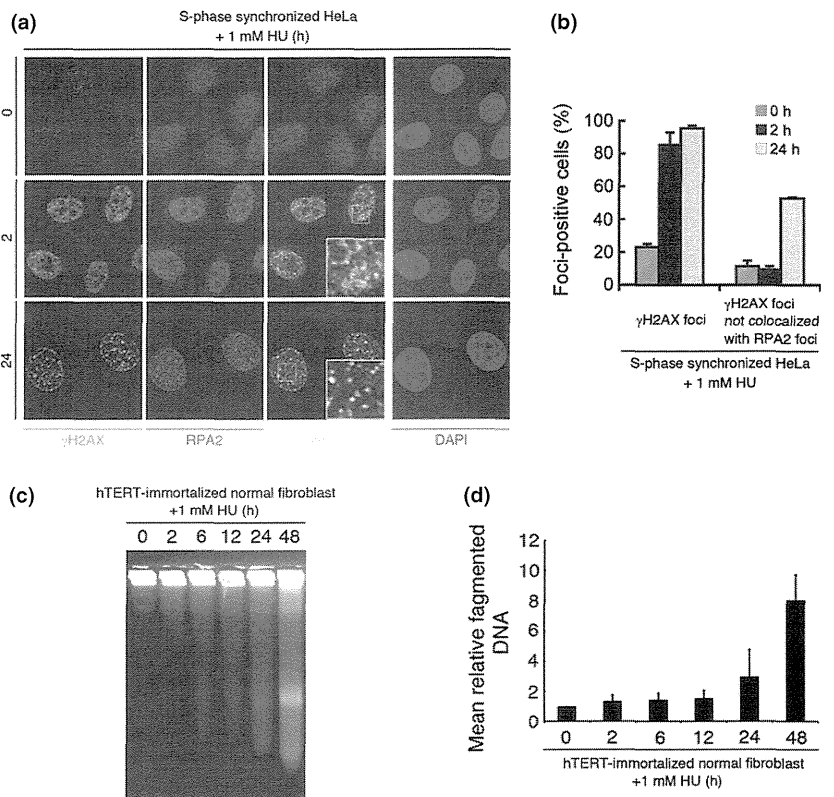 (a)
S-phase synchronized HeLa
+ 1 mM HU (h)
0
2
24
γH2AX
RPA2
DAPI
(b)
Foci-positive cells (%)
100
80
60
40
20
0
0 h
2 h
24 h
γH2AX foci
γH2AX foci
not colocalized
with RPA2 foci
S-phase synchronized HeLa
+ 1 mM HU
(c)
hTERT-immortalized normal fibroblast
+1 mM HU (h)
0 2 6 12 24 48
(d)
Mean relative fagmented
DNA
12
10
8
6
4
2
0
0 2 6 12 24 48
hTERT-immortalized normal fibroblast
+1 mM HU (h)